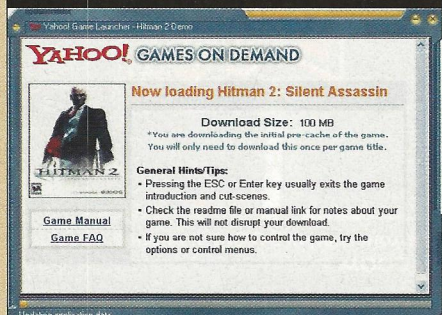 Yahoo! Game Launcher - Hitman 2 Demo
YAHOO! GAMES ON DEMAND
Now loading Hitman 2: Silent Assassin
Download Size: 100 MB
*You are downloading the initial pre-cache of the game.
You will only need to download this once per game title.
HITMAN 2
General Hints/Tips:
• Pressing the ESC or Enter key usually exits the game
introduction and cut-scenes.
• Check the readme file or manual link for notes about your
game. This will not disrupt your download.
• If you are not sure how to control the game, try the
options or control menus.
Game Manual
Game FAQ
Updating application data